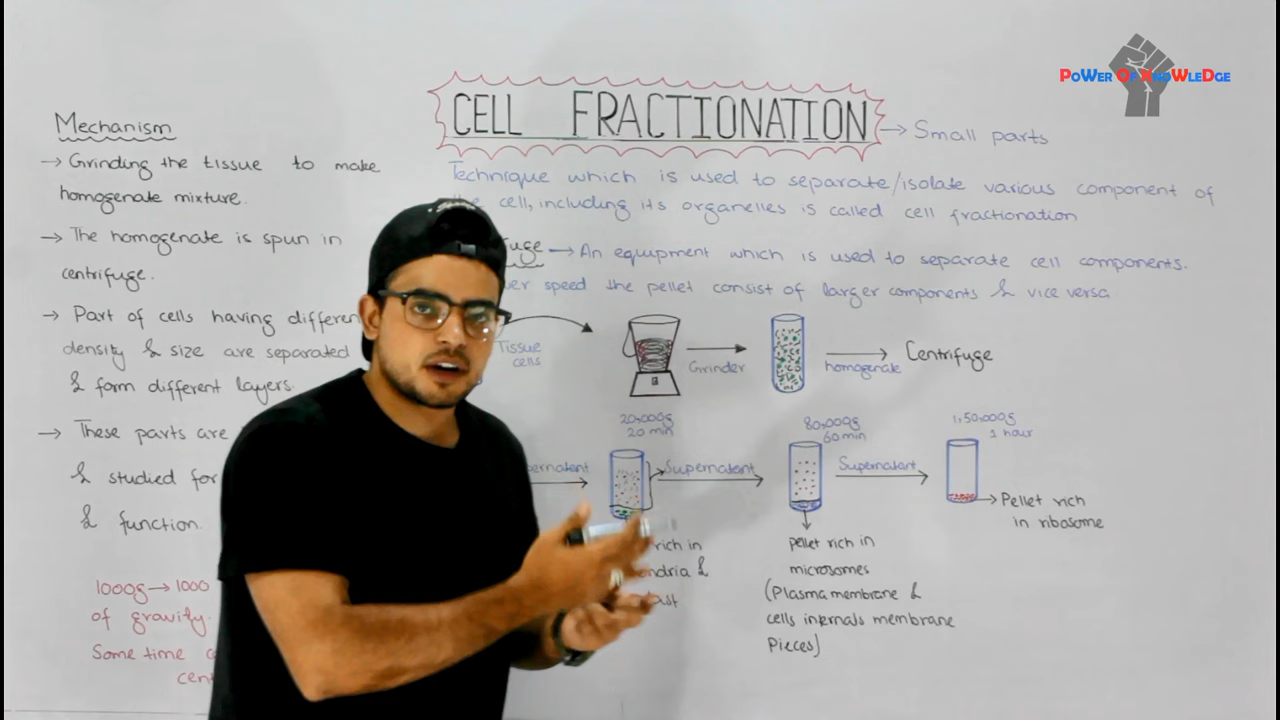 PoWer Of KnoWleDge
CELL FRACTIONATION → Small parts
Technique which is used to separate/isolate various component of
cell, including its organelles is called cell fractionation
→ An equipment which is used to separate cell components.
speed the pellet consist of larger components & vice versa
Mechanism
→ Grinding the tissue to make
homogenate mixture.
→ The homogenate is spun in
centrifuge.
→ Part of cells having differen
density & size are separated
& form different layers.
→ These parts are
& studied for
& function.
1000g → 1000
of gravity.
Some time
Tissue
cells
Grinder
homogenate
Centrifuge
20,000g
20 min
Supernatent
80,000g
60 min
Supernatant
1,50,000g
1 hour
Pellet rich
in ribosome
rich in
&
pellet rich in
microsomes
(Plasma membrane &
cells internals membrane
pieces)